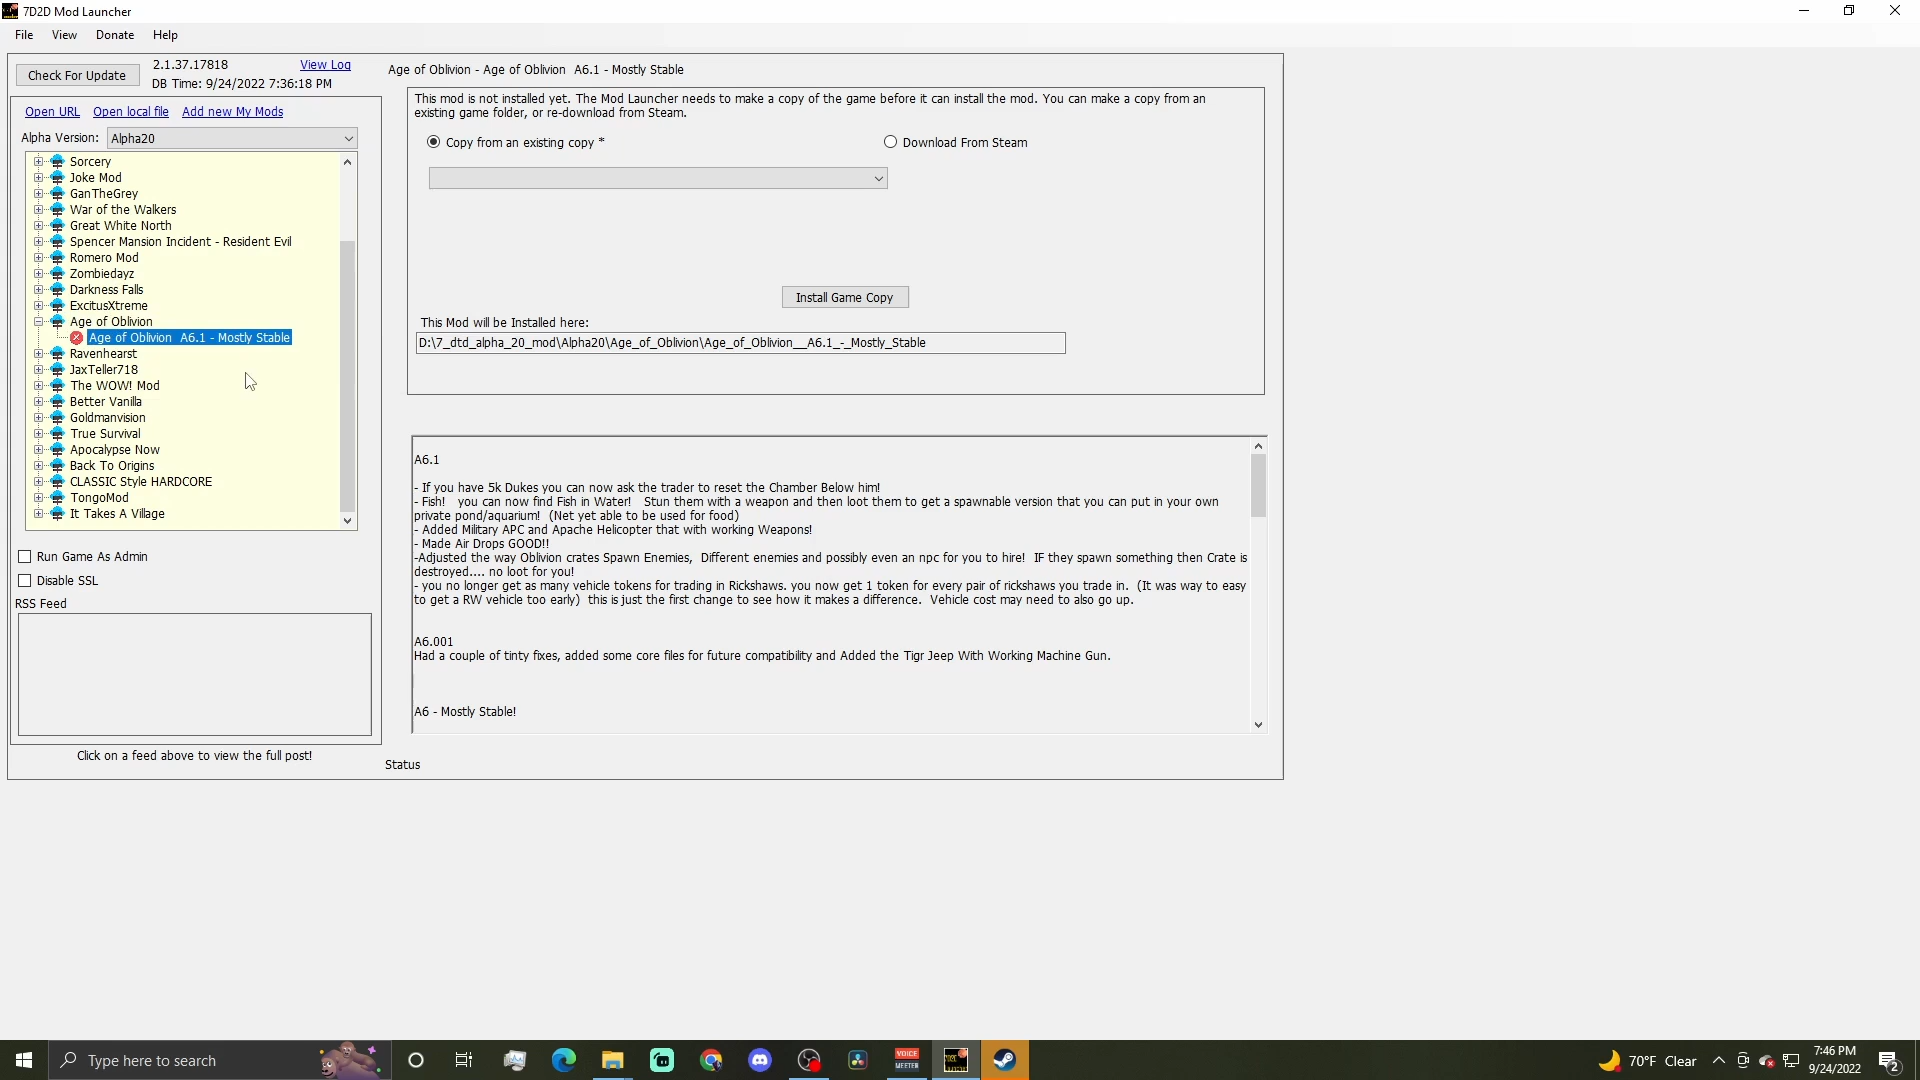 7D2D Mod Launcher
File View Donate Help
Check For Update
2.1.37.17818
View Log
DB Time: 9/24/2022 7:36:18 PM
Open URL Open local file Add new My Mods
Alpha Version: Alpha20
Sorcery
Joke Mod
GanTheGrey
War of the Walkers
Great White North
Spencer Mansion Incident - Resident Evil
Romero Mod
Zombiedayz
Darkness Falls
ExcitusXtreme
Age of Oblivion
Age of Oblivion A6.1 - Mostly Stable
Ravenhearst
JaxTeller718
The WOW! Mod
Better Vanilla
Goldmanvision
True Survival
Apocalypse Now
Back To Origins
CLASSIC Style HARDCORE
TongoMod
It Takes A Village
Run Game As Admin
Disable SSL
RSS Feed
Click on a feed above to view the full post!
Age of Oblivion - Age of Oblivion A6.1 - Mostly Stable
This mod is not installed yet. The Mod Launcher needs to make a copy of the game before it can install the mod. You can make a copy from an
existing game folder, or re-download from Steam.
Copy from an existing copy *
Download From Steam
Install Game Copy
This Mod will be Installed here:
D:\7_dtd_alpha_20_mod\Alpha20\Age_of_Oblivion\Age_of_Oblivion__A6.1_-_Mostly_Stable
A6.1
- If you have 5k Dukes you can now ask the trader to reset the Chamber Below him!
- Fish! you can now find Fish in Water! Stun them with a weapon and then loot them to get a spawnable version that you can put in your own
private pond/aquarium! (Net yet able to be used for food)
- Added Military APC and Apache Helicopter that with working Weapons!
- Made Air Drops GOOD!!
-Adjusted the way Oblivion crates Spawn Enemies, Different enemies and possibly even an npc for you to hire! IF they spawn something then Crate is
destroyed.... no loot for you!
- you no longer get as many vehicle tokens for trading in Rickshaws. you now get 1 token for every pair of rickshaws you trade in. (It was way to easy
to get a RW vehicle too early) this is just the first change to see how it makes a difference. Vehicle cost may need to also go up.
A6.001
Had a couple of tinty fixes, added some core files for future compatibility and Added the Tigr Jeep With Working Machine Gun.
A6 - Mostly Stable!
Status
Type here to search
VOICE
MEETER
70°F Clear
7:46 PM
9/24/2022
2